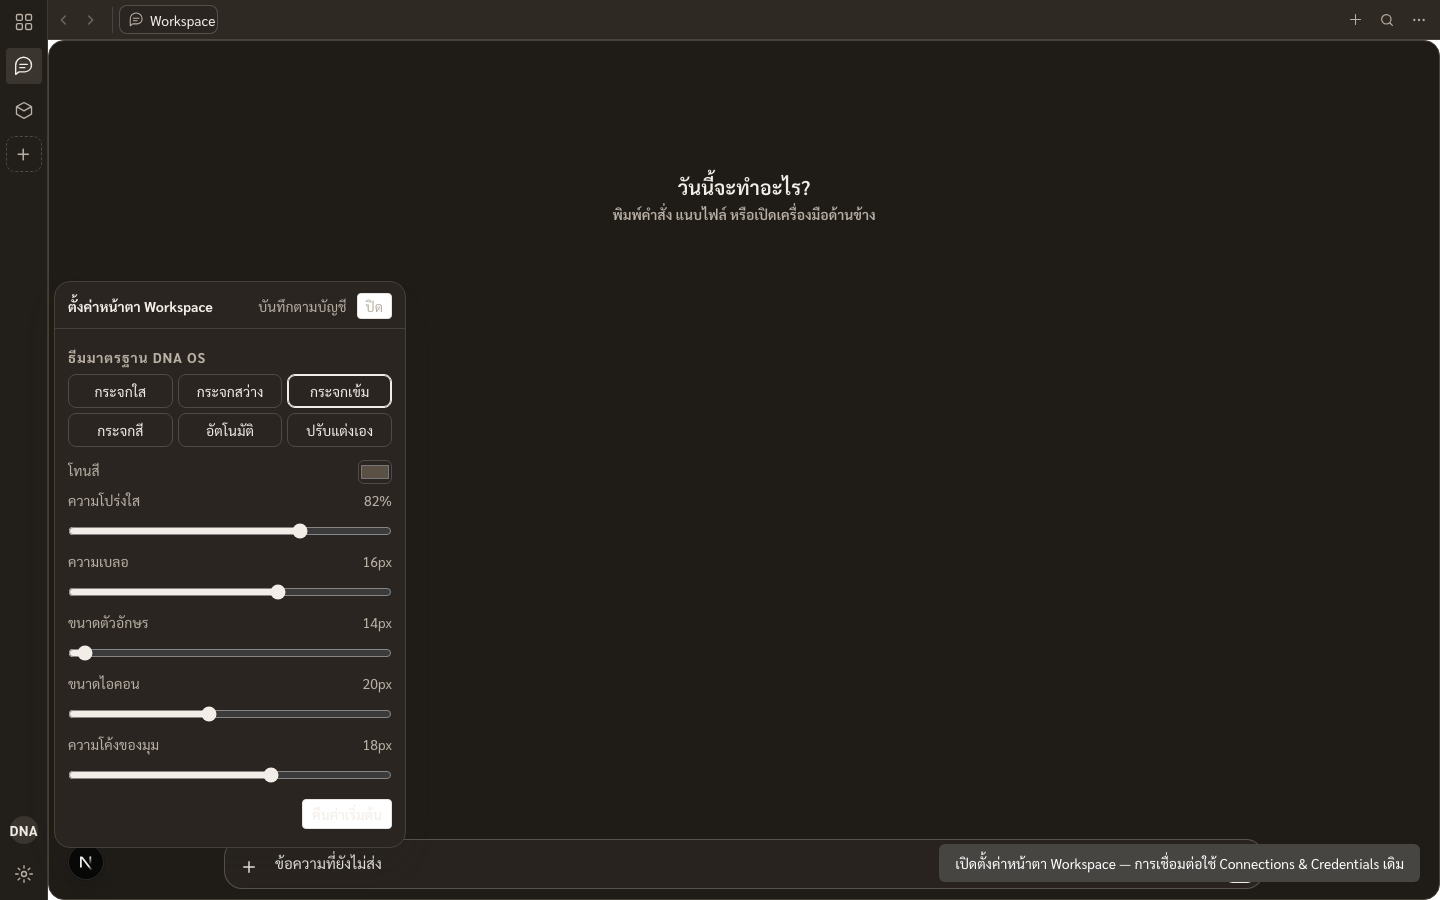 Workspace
วันนี้จะทำอะไร?
พิมพ์คำสั่ง แนบไฟล์ หรือเปิดเครื่องมือด้านข้าง
ตั้งค่าหน้าตา Workspace บันทึกตามบัญชี ปิด
ธีมมาตรฐาน DNA OS
กระจกใส กระจกสว่าง กระจกเข้ม
กระจกสี อัตโนมัติ ปรับแต่งเอง
โทนสี
ความโปร่งใส 82%
ความเบลอ 16px
ขนาดตัวอักษร 14px
ขนาดไอคอน 20px
ความโค้งของมุม 18px
คืนค่าเริ่มต้น
DNA
N
ข้อความที่ยังไม่ส่ง
เปิดตั้งค่าหน้าตา Workspace — การเชื่อมต่อใช้ Connections & Credentials เดิม